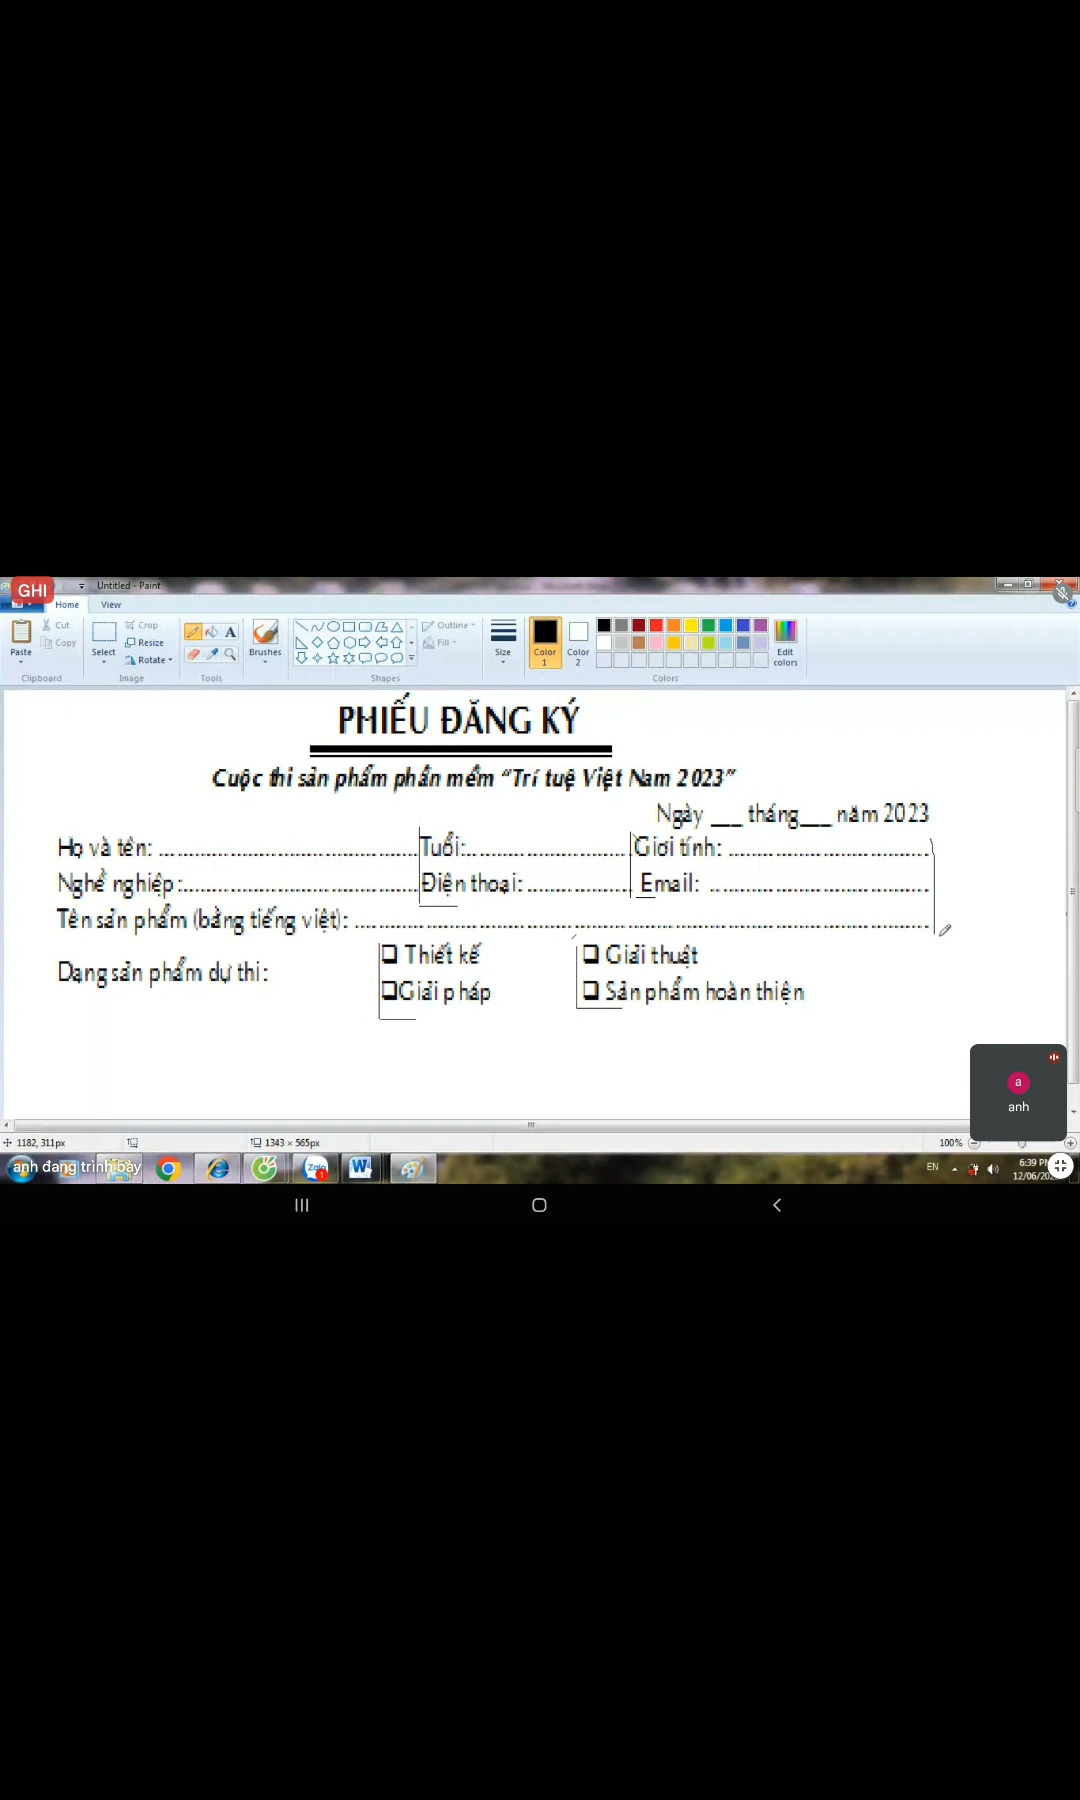 GHI
Untitled - Paint
Home View
Cut
Copy
Paste
Clipboard
Crop
Resize
Rotate
Select
Image
A
Tools
Brushes
Outline
Fill
Shapes
Size
Color 1
Color 2
Edit colors
Colors
PHIẾU ĐĂNG KÝ
Cuộc thi sản phẩm phần mềm “Trí tuệ Việt Nam 2023”
Ngày ___ tháng___ năm 2023
Họ và tên: ........................................Tuổi:.......................... Giới tính: ................................
Nghề nghiệp:........................................Điện thoại: ................. Email: ...................................
Tên sản phẩm (bằng tiếng việt): ..........................................................................................
Dạng sản phẩm dự thi:
❑ Thiết kế ❑ Giải thuật
❑Giải pháp ❑ Sản phẩm hoàn thiện
a
anh
1182, 311px
1343 × 565px
100%
anh đang trình bày
Zalo
1
W
EN
6:39
12/06/20